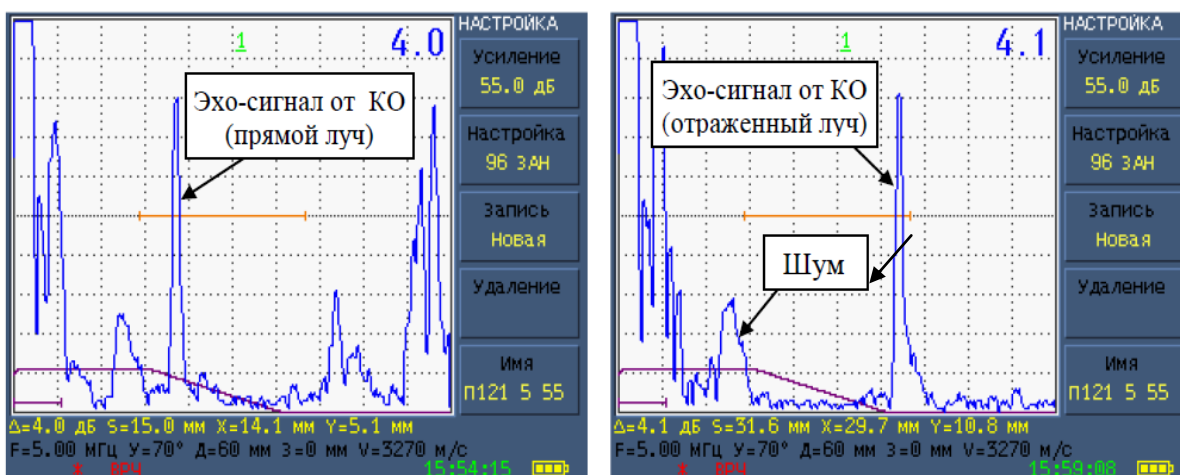 НАСТРОЙКА
1
4.0
Усиление
55.0 дБ
Эхо-сигнал от КО
(прямой луч)
Настройка
96 ЗАН
Запись
Новая
Удаление
Имя
П121 5 55
Δ=4.0 дБ S=15.0 мм X=14.1 мм Y=5.1 мм
F=5.00 МГц У=70° Д=60 мм З=0 мм V=3270 м/с
* ВРЧ
15:54:15
НАСТРОЙКА
1
4.1
Усиление
55.0 дБ
Эхо-сигнал от КО
(отраженный луч)
Настройка
96 ЗАН
Запись
Новая
Шум
Удаление
Имя
П121 5 55
Δ=4.1 дБ S=31.6 мм X=29.7 мм Y=10.8 мм
F=5.00 МГц У=70° Д=60 мм З=0 мм V=3270 м/с
* ВРЧ
15:59:08